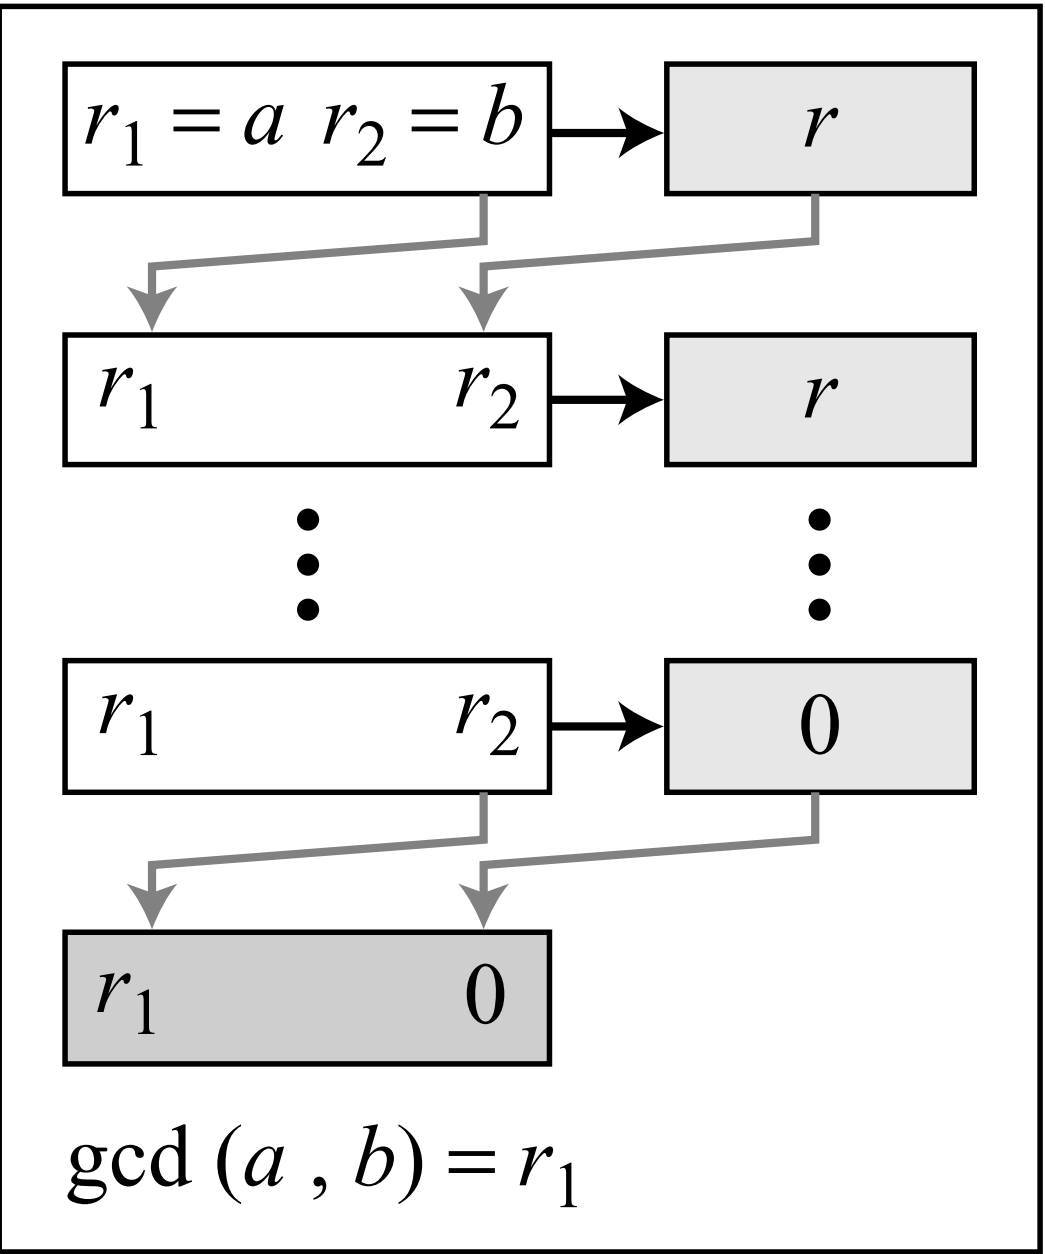 r₁ = a r₂ = b r
r₁ r₂ r
r₁ r₂ 0
r₁ 0
gcd (a , b) = r₁